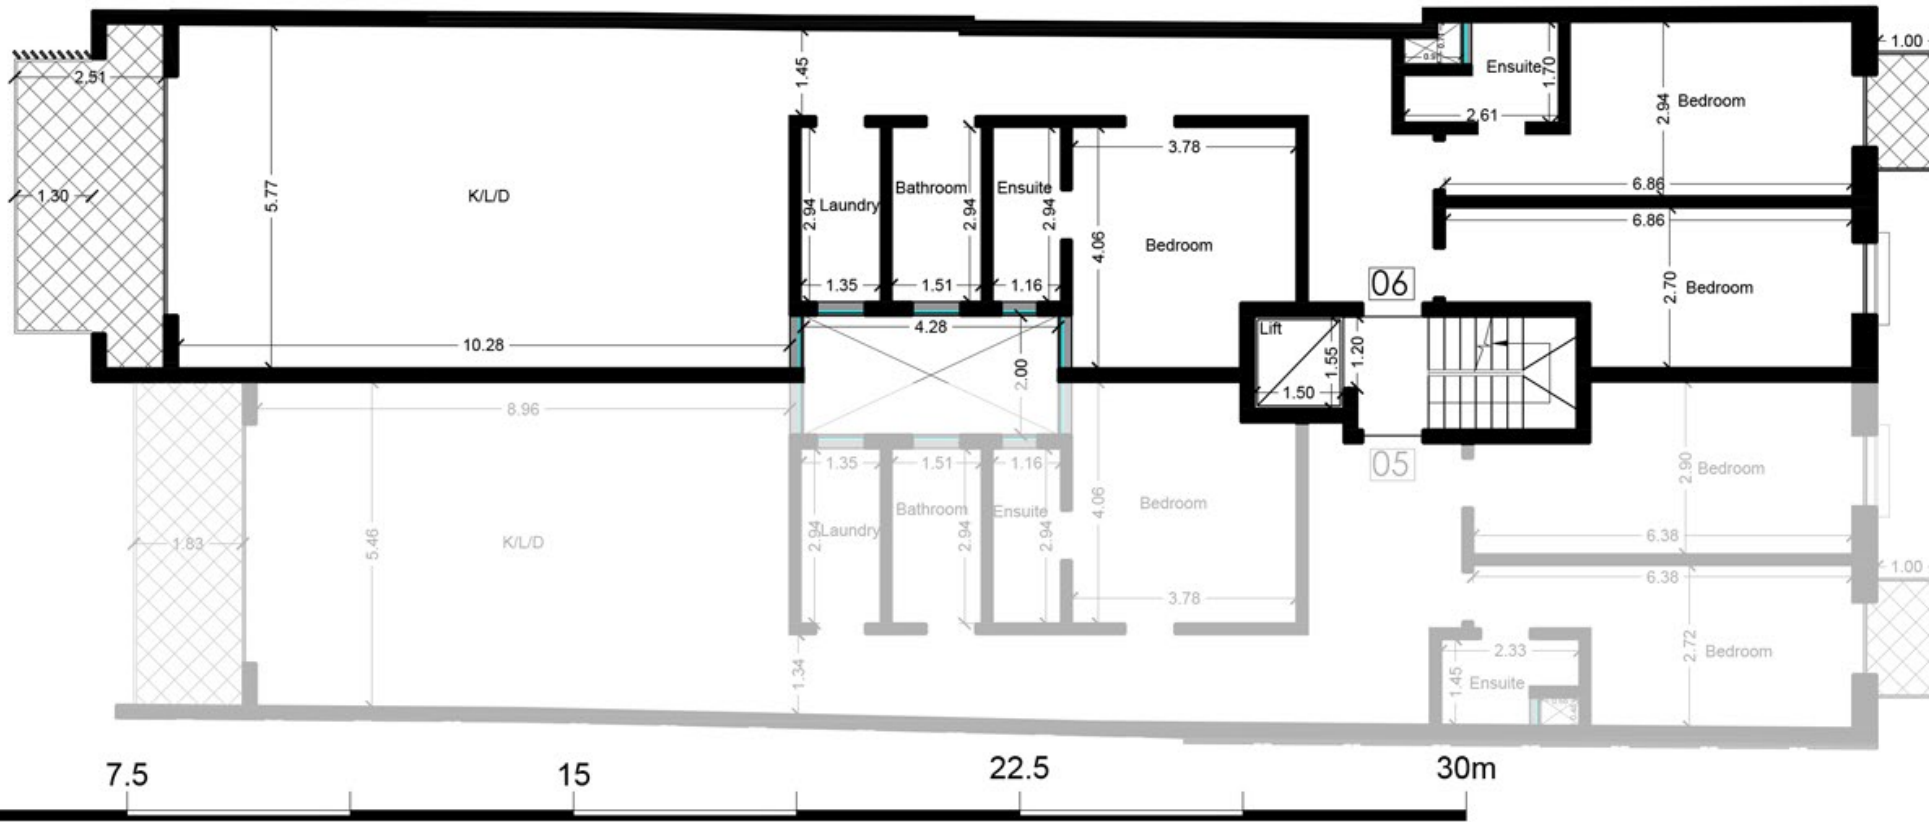 2.51
1.45
Ensuite
1.70
1.00
2.61
2.94
Bedroom
1.30
5.77
K/L/D
2.94
Laundry
Bathroom
2.94
Ensuite
2.94
3.78
4.06
Bedroom
6.86
6.86
2.70
Bedroom
1.35
1.51
1.16
06
10.28
4.28
2.00
Lift
1.55
1.50
1.20
8.96
1.35
1.51
1.16
05
1.83
5.46
K/L/D
2.94
Laundry
Bathroom
2.94
Ensuite
2.94
4.06
Bedroom
2.90
Bedroom
6.38
6.38
1.00
3.78
1.34
2.33
1.45
Ensuite
2.72
Bedroom
7.5
15
22.5
30m